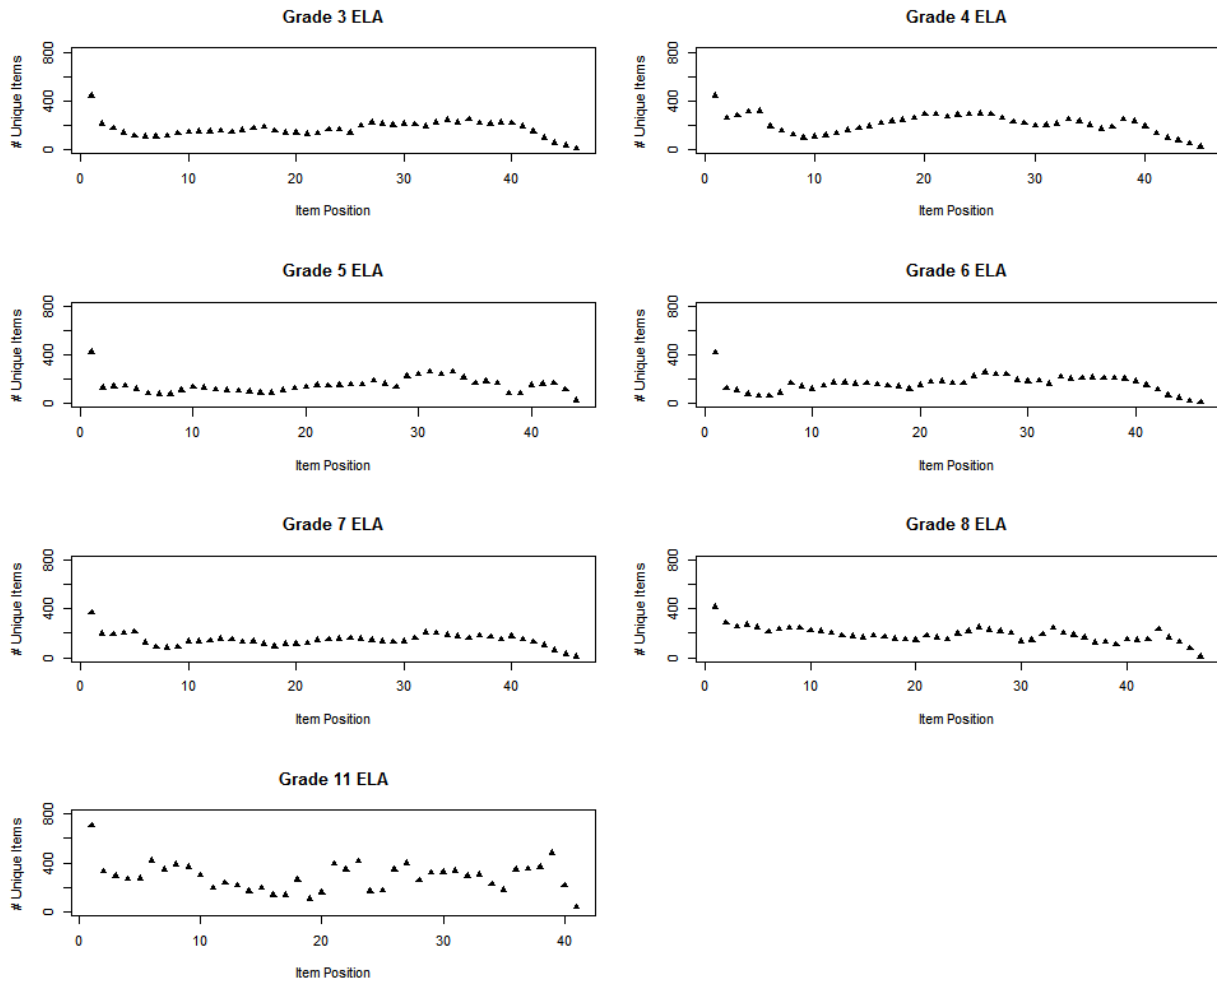 Grade 3 ELA
# Unique Items
800
400
0
0 10 20 30 40
Item Position
Grade 4 ELA
# Unique Items
800
400
0
0 10 20 30 40
Item Position
Grade 5 ELA
# Unique Items
800
400
0
0 10 20 30 40
Item Position
Grade 6 ELA
# Unique Items
800
400
0
0 10 20 30 40
Item Position
Grade 7 ELA
# Unique Items
800
400
0
0 10 20 30 40
Item Position
Grade 8 ELA
# Unique Items
800
400
0
0 10 20 30 40
Item Position
Grade 11 ELA
# Unique Items
800
400
0
0 10 20 30 40
Item Position